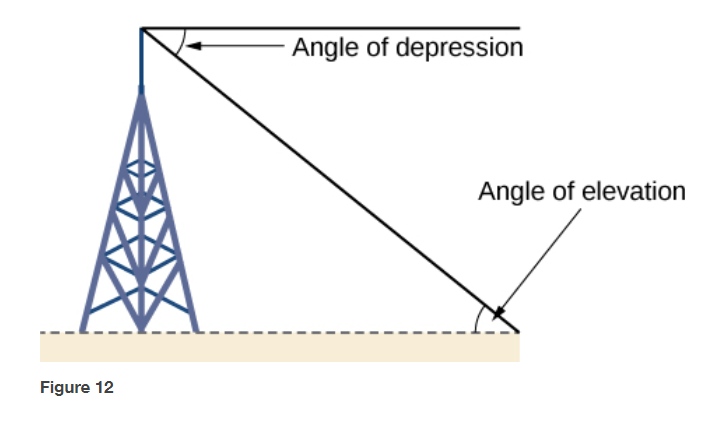 Angle of depression
Angle of elevation
Figure 12